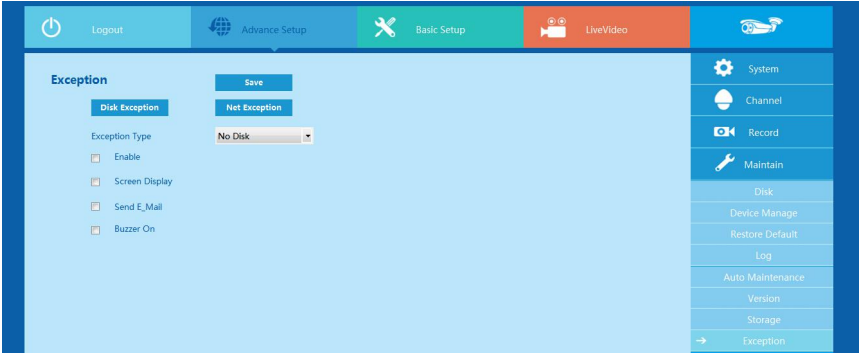 Logout
Advance Setup
Basic Setup
LiveVideo
Exception
Save
Disk Exception
Net Exception
Exception Type
No Disk
Enable
Screen Display
Send E_Mail
Buzzer On
System
Channel
Record
Maintain
Disk
Device Manage
Restore Default
Log
Auto Maintenance
Version
Storage
Exception